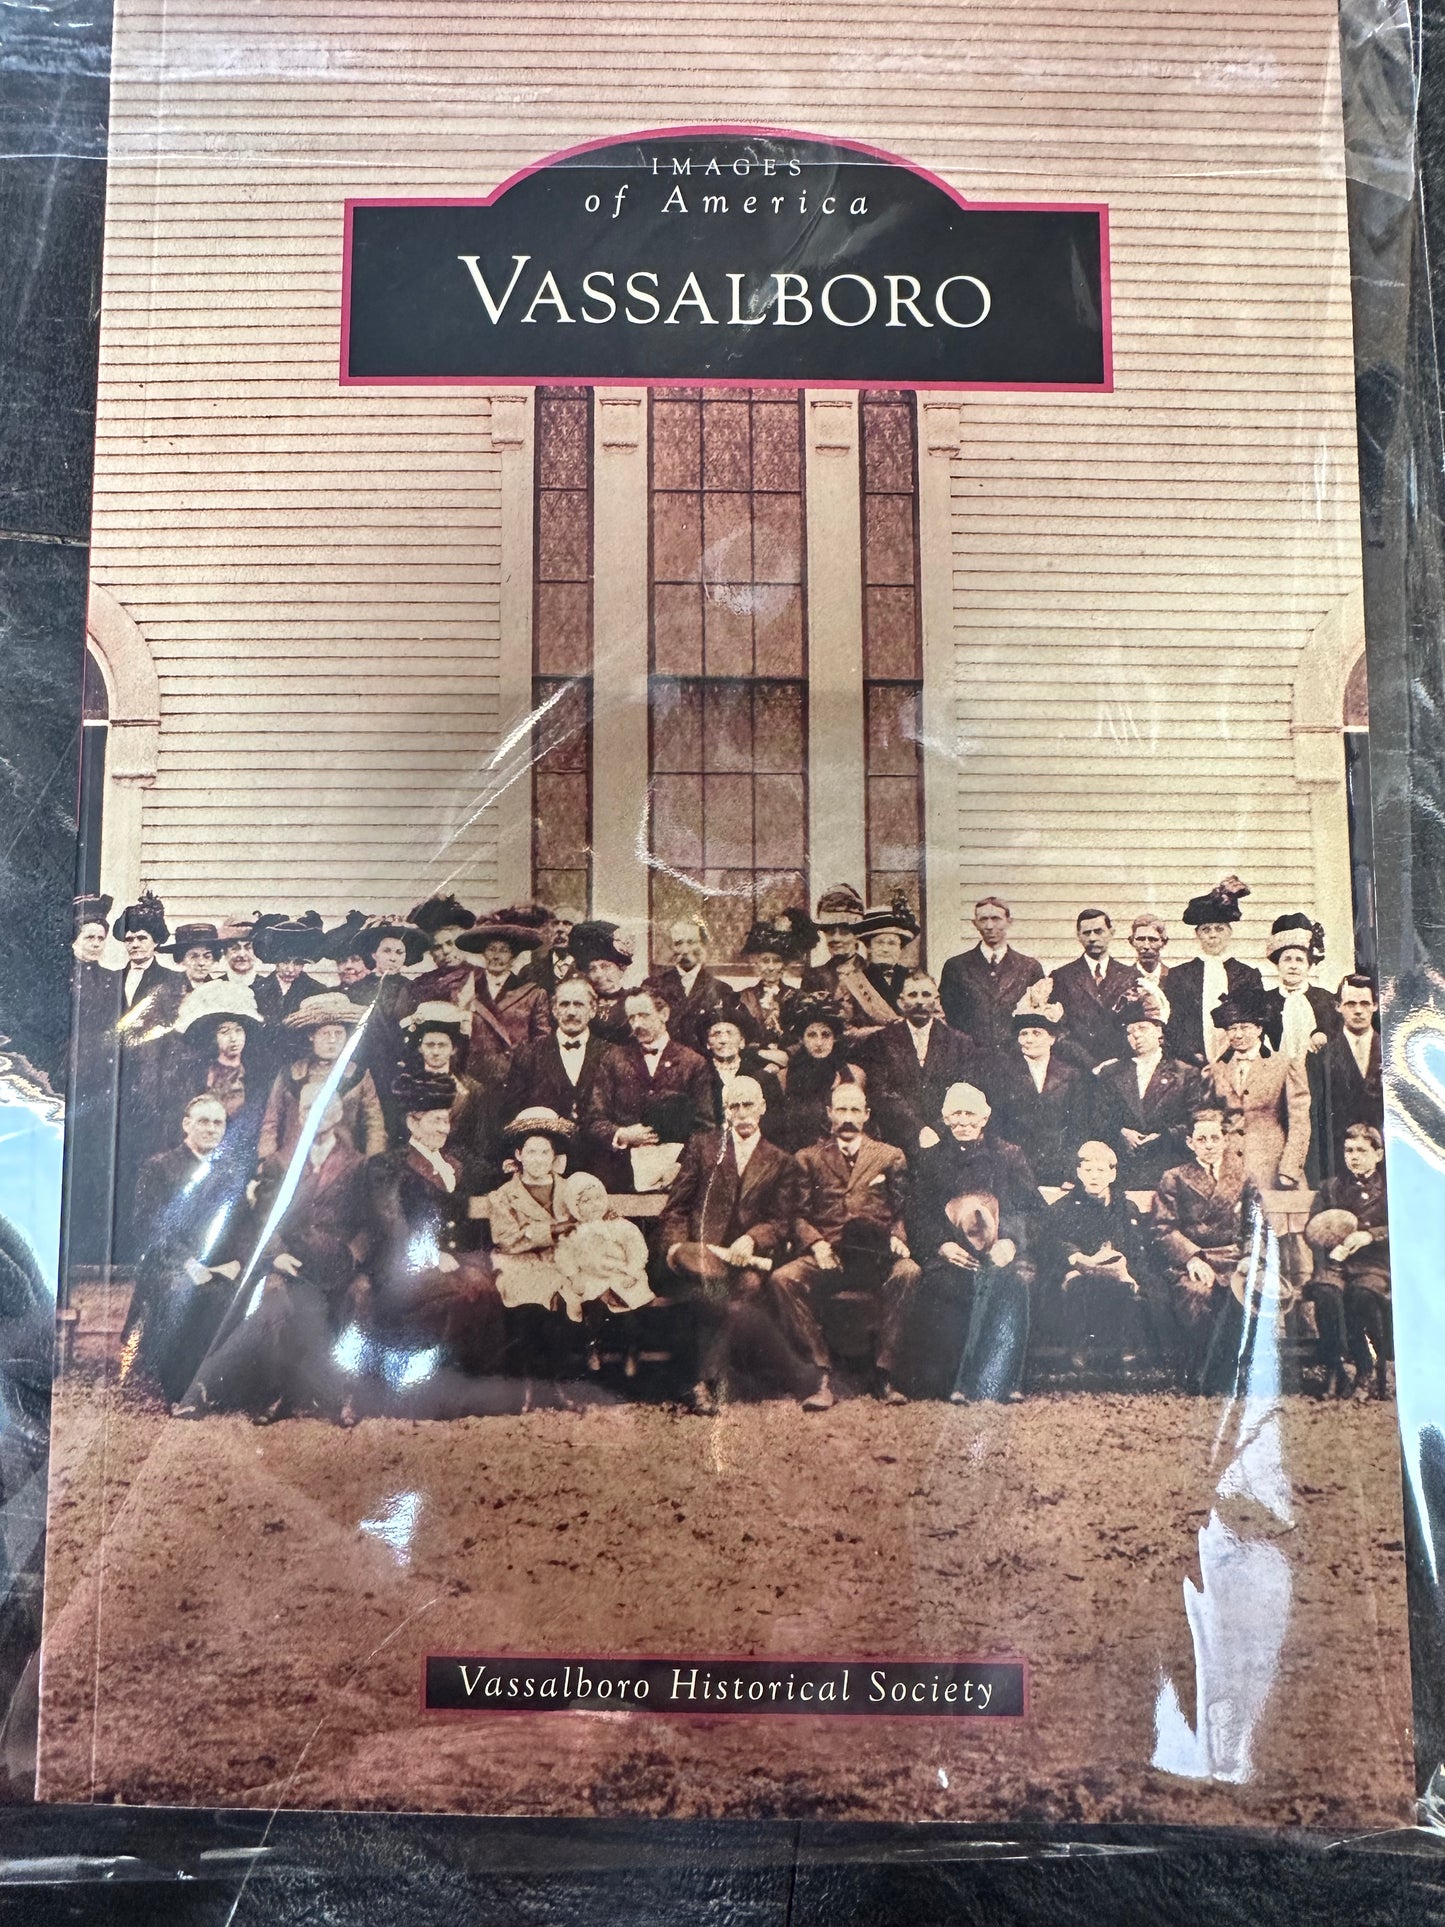 IMAGES
of America
VASSALBORO
Vassalboro Historical Society